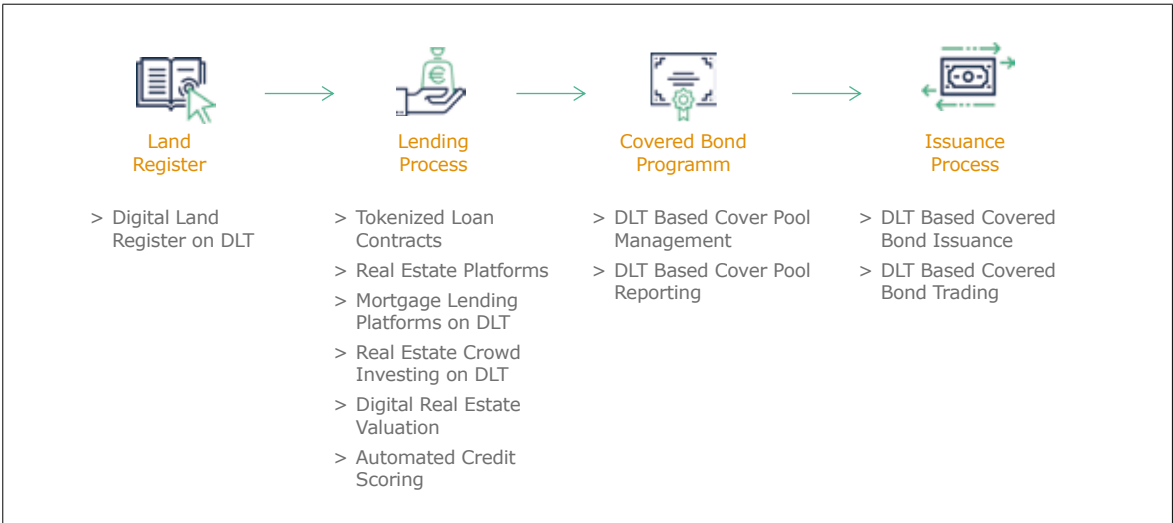 Land
Register
> Digital Land
Register on DLT
Lending
Process
> Tokenized Loan
Contracts
> Real Estate Platforms
> Mortgage Lending
Platforms on DLT
> Real Estate Crowd
Investing on DLT
> Digital Real Estate
Valuation
> Automated Credit
Scoring
Covered Bond
Programm
> DLT Based Cover Pool
Management
> DLT Based Cover Pool
Reporting
Issuance
Process
> DLT Based Covered
Bond Issuance
> DLT Based Covered
Bond Trading